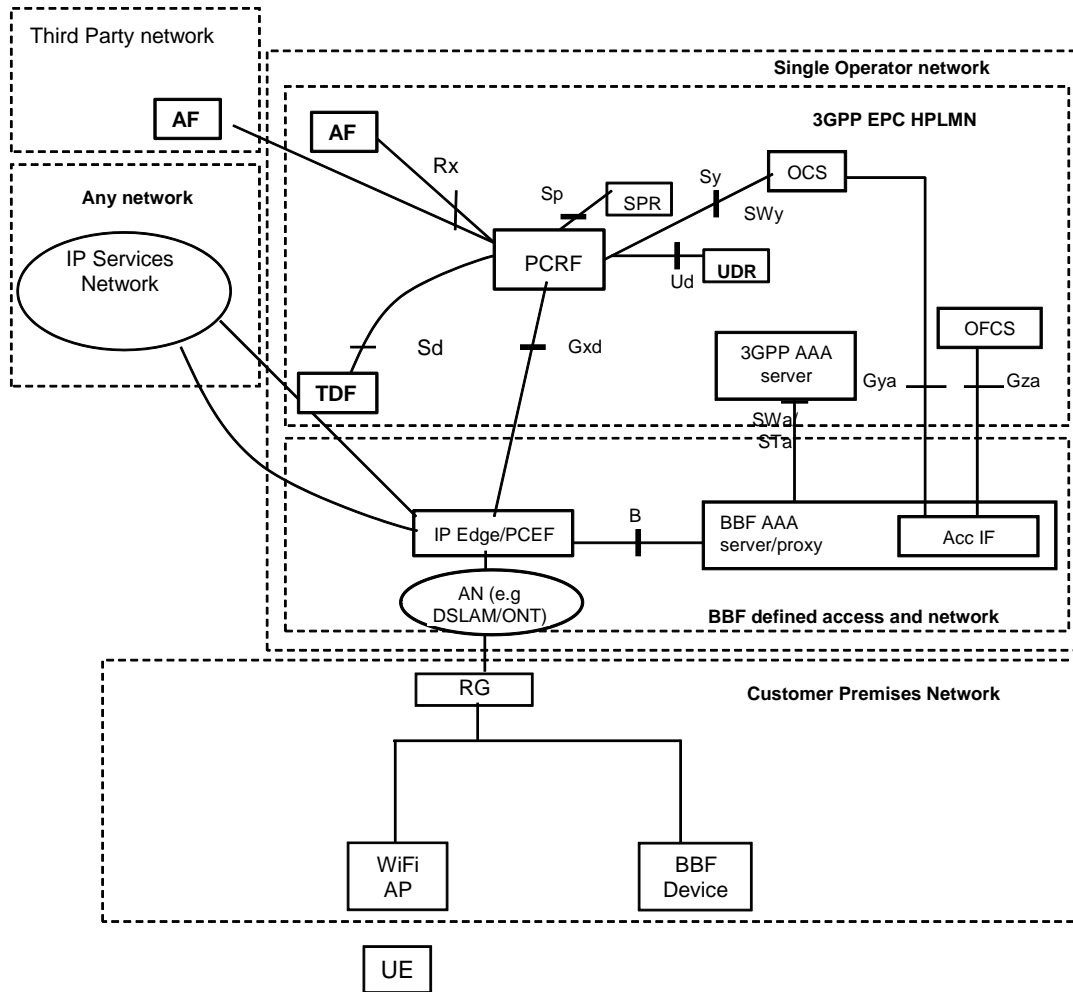 Third Party network
Single Operator network
3GPP EPC HPLMN
AF
AF
Rx
Sp
SPR
Sy
SWy
OCS
Any network
IP Services
Network
PCRF
Ud
UDR
OFCS
3GPP AAA
server
Sd
Gxd
Gya
Gza
TDF
SWa/
STa
B
IP Edge/PCEF
BBF AAA
server/proxy
Acc IF
AN (e.g
DSLAM/ONT)
BBF defined access and network
RG
Customer Premises Network
WiFi
AP
BBF
Device
UE